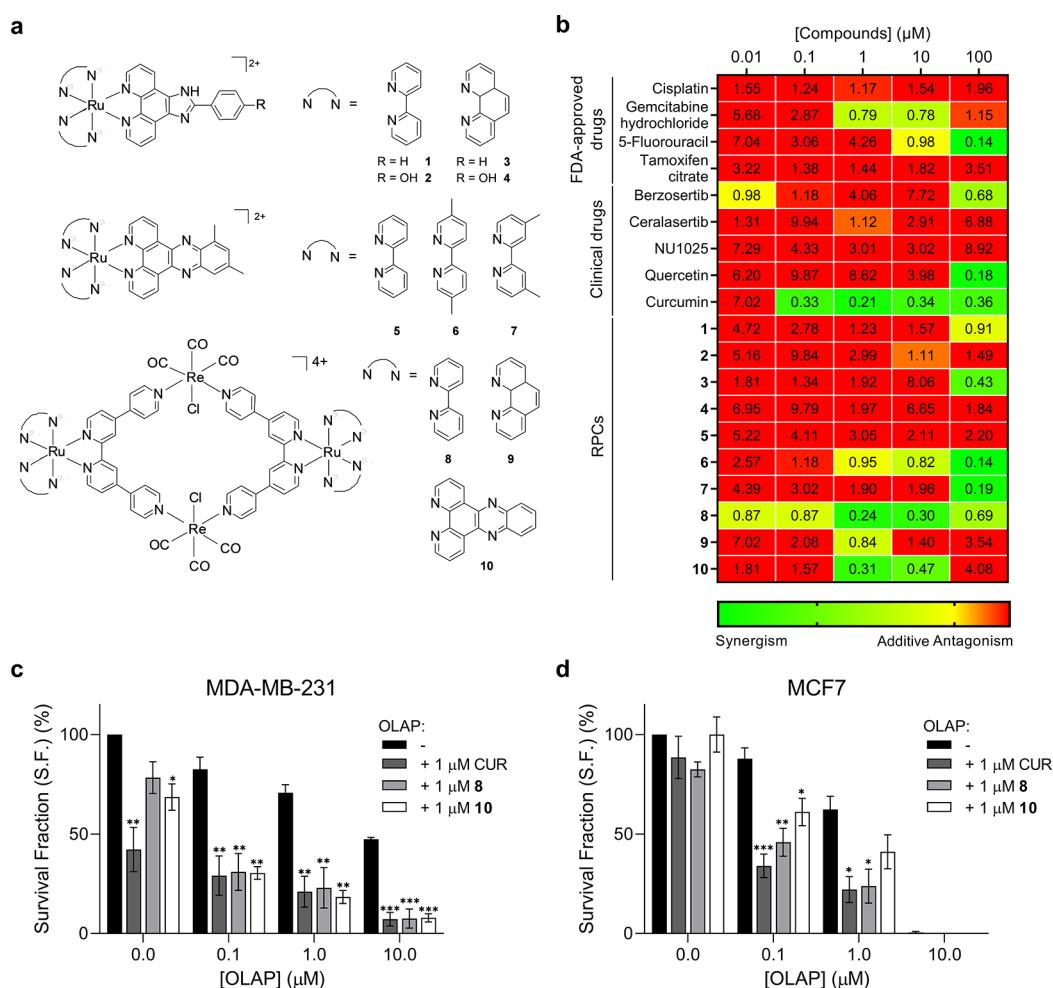 a
]2+
N
N
Ru
N
N
N
N
NH
N
R
N N =
N
N
N
N
R = H 1 R = H 3
R = OH 2 R = OH 4
]2+
N
N
Ru
N
N
N
N
N
N
N N =
N
N
N
N
N
N
5 6 7
]4+
CO
OC CO
Re
N N
Cl
N
N
Ru
N
N
N
N
N
N
Ru
N
N
N
N
Cl
N N
Re
OC CO
CO
N N =
N
N
N
N
8 9
N
N
N
N
10
b
[Compounds] (µM)
0.01 0.1 1 10 100
FDA-approved drugs
Cisplatin 1.55 1.24 1.17 1.54 1.96
Gemcitabine hydrochloride 5.68 2.87 0.79 0.78 1.15
5-Fluorouracil 7.04 3.06 4.26 0.98 0.14
Tamoxifen citrate 3.22 1.38 1.44 1.82 3.51
Clinical drugs
Berzosertib 0.98 1.18 4.06 7.72 0.68
Ceralasertib 1.31 9.94 1.12 2.91 6.88
NU1025 7.29 4.33 3.01 3.02 8.92
Quercetin 6.20 9.87 8.62 3.98 0.18
Curcumin 7.02 0.33 0.21 0.34 0.36
RPCs
1 4.72 2.78 1.23 1.57 0.91
2 5.16 9.84 2.99 1.11 1.49
3 1.81 1.34 1.92 8.06 0.43
4 6.95 9.79 1.97 6.65 1.84
5 5.22 4.11 3.05 2.11 2.20
6 2.57 1.18 0.95 0.82 0.14
7 4.39 3.02 1.90 1.96 0.19
8 0.87 0.87 0.24 0.30 0.69
9 7.02 2.08 0.84 1.40 3.54
10 1.81 1.57 0.31 0.47 4.08
Synergism Additive Antagonism
c
MDA-MB-231
Survival Fraction (S.F.) (%)
100
50
0
OLAP:
-
+ 1 µM CUR
+ 1 µM 8
+ 1 µM 10
** *
** ** **
** ** **
*** *** ***
0.0 0.1 1.0 10.0
[OLAP] (µM)
d
MCF7
Survival Fraction (S.F.) (%)
100
50
0
OLAP:
-
+ 1 µM CUR
+ 1 µM 8
+ 1 µM 10
*** ** *
* *
0.0 0.1 1.0 10.0
[OLAP] (µM)